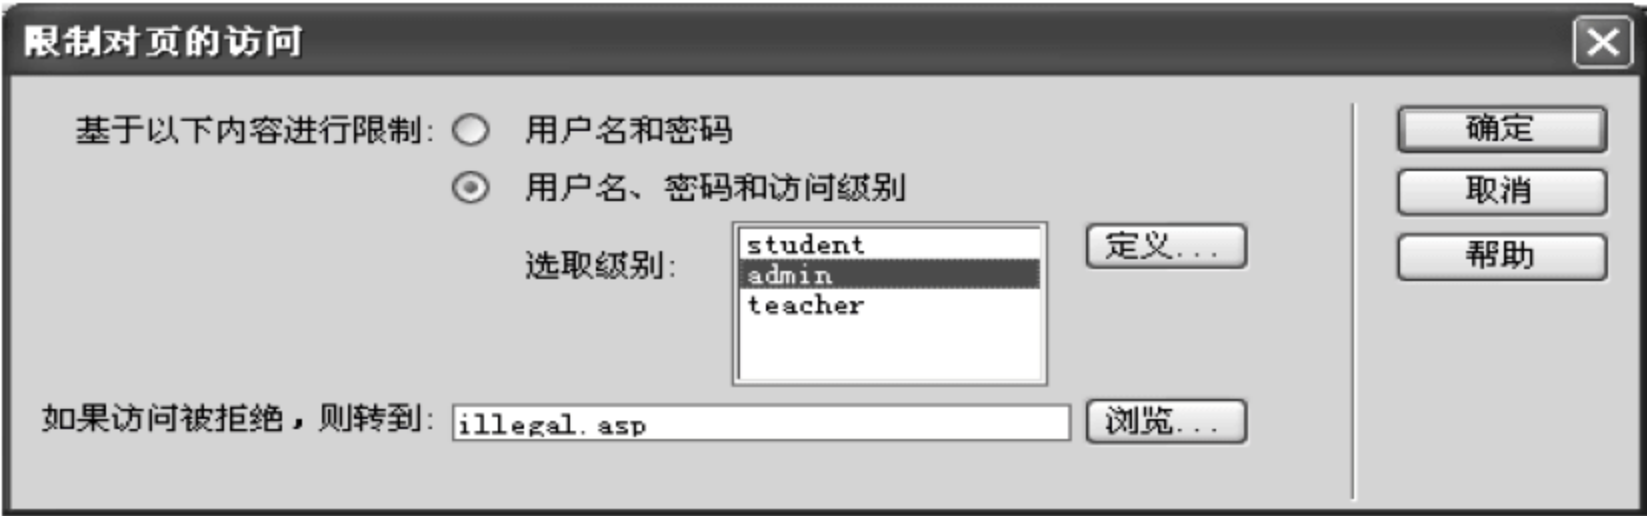 限制对页的访问
基于以下内容进行限制: 用户名和密码
用户名、密码和访问级别
选取级别:
student
admin
teacher
定义...
如果访问被拒绝，则转到: illegal.asp 浏览...
确定
取消
帮助